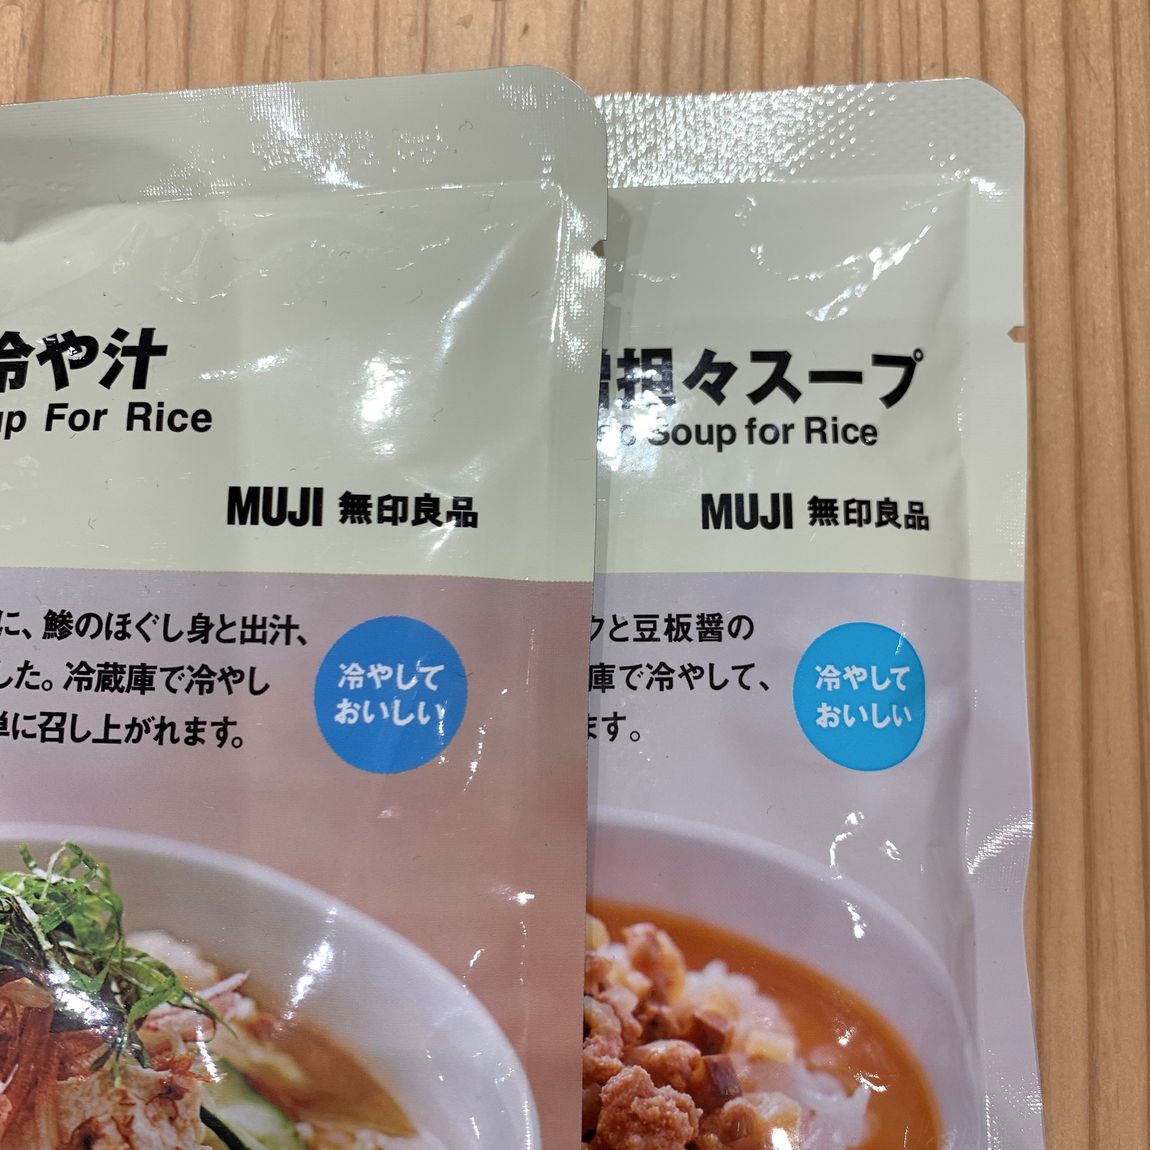 冷や汁
up For Rice
MUJI 無印良品
に、鯵のほぐし身と出汁、
した。冷蔵庫で冷やし
単に召し上がれます。
冷やして
おいしい
担々スープ
Soup for Rice
MUJI 無印良品
クと豆板醤の
庫で冷やして、
ます。
冷やして
おいしい